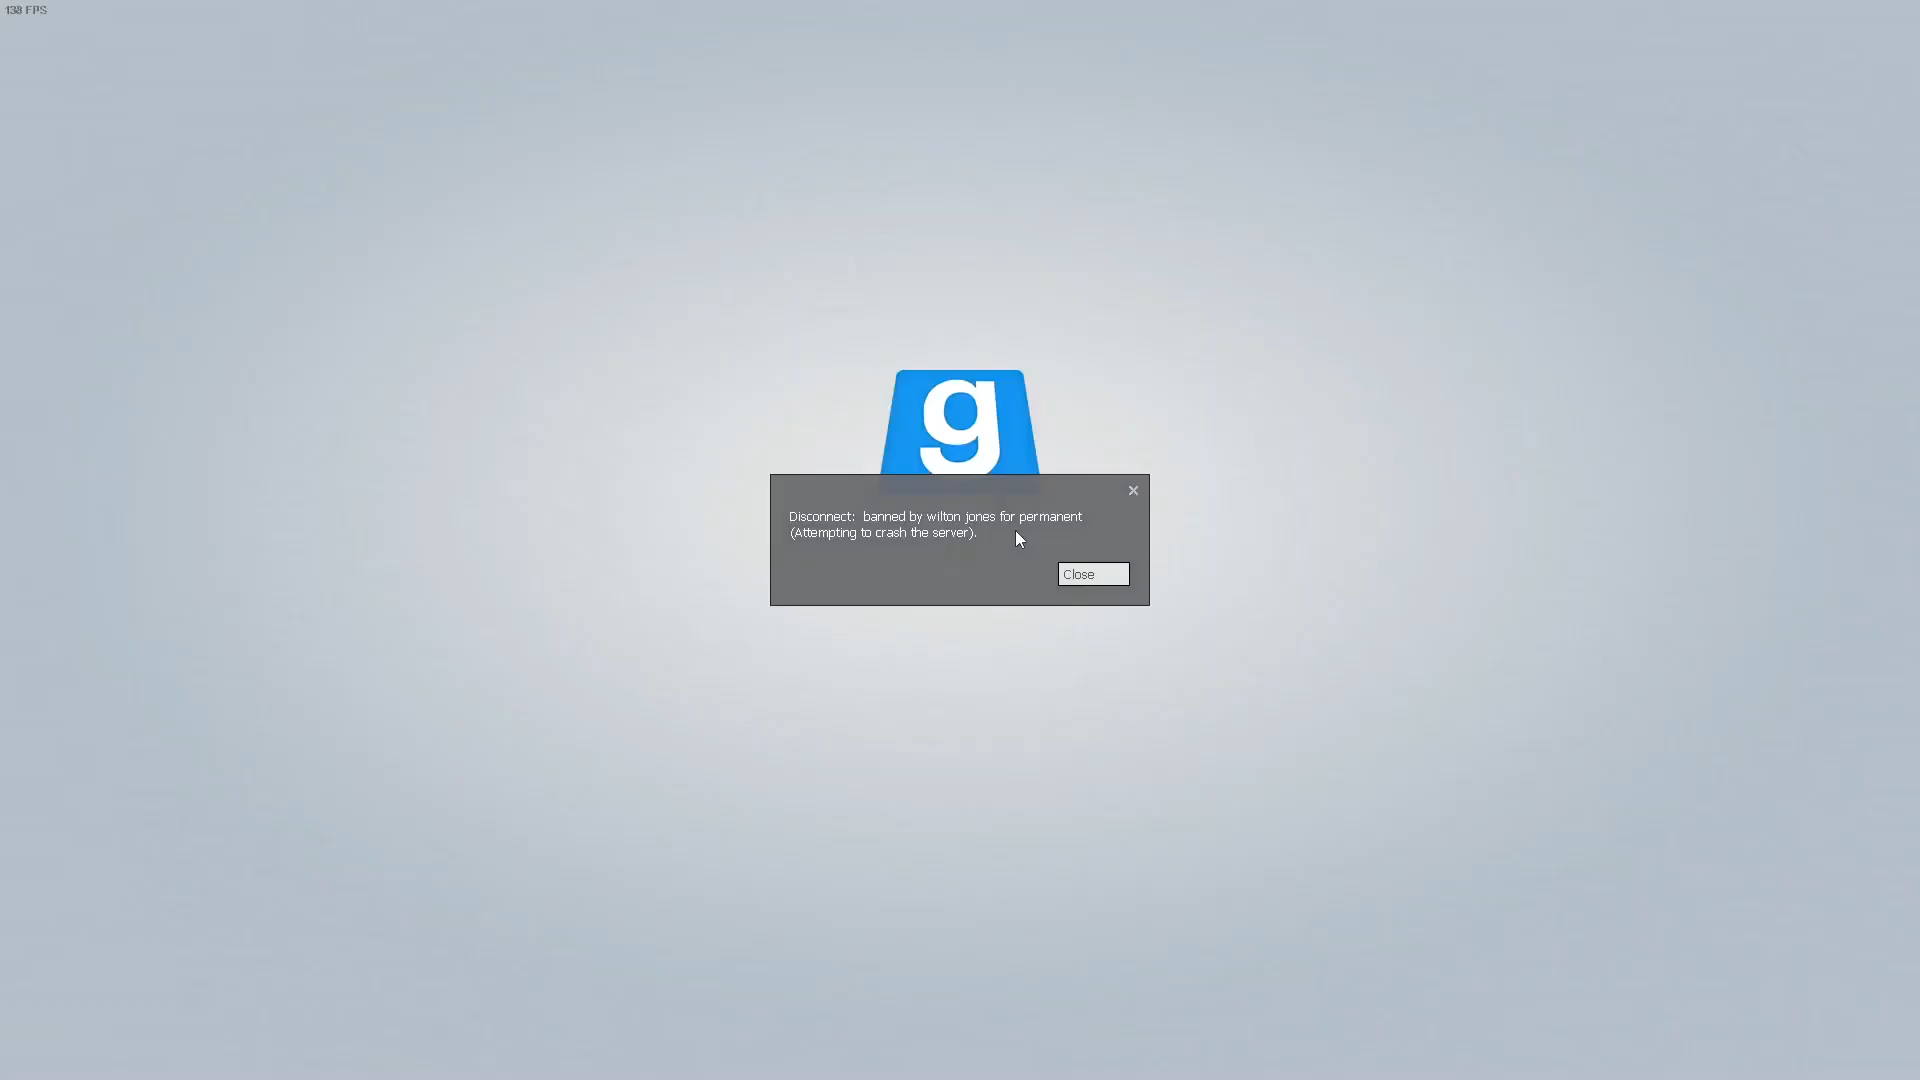 138 FPS
g
Disconnect:  banned by wilton jones for permanent
(Attempting to crash the server).
Close